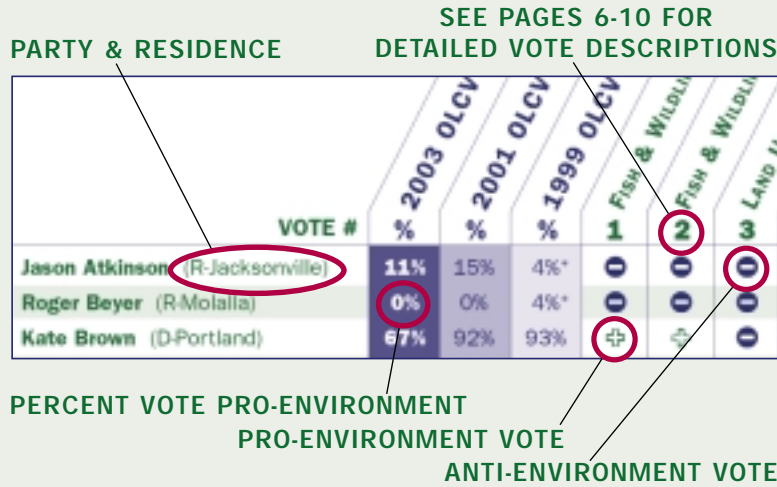 SEE PAGES 6-10 FOR
PARTY & RESIDENCE
DETAILED VOTE DESCRIPTIONS
2003 OLCV
2001 OLCV
1999 OLCV
FISH & WILDLI
FISH & WILDLI
LAND
VOTE # % % % 1 2 3
Jason Atkinson (R-Jacksonville) 11% 15% 4%*
Roger Beyer (R-Molalla) 0% 0% 4%*
Kate Brown (D-Portland) 67% 92% 93%
PERCENT VOTE PRO-ENVIRONMENT
PRO-ENVIRONMENT VOTE
ANTI-ENVIRONMENT VOTE